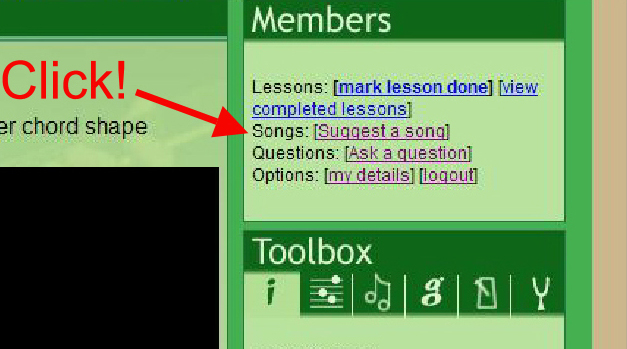 Members
Click!
Lessons: [mark lesson done] [view
completed lessons]
er chord shape
Songs: [Suggest a song]
Questions: [Ask a question]
Options: [my details] [logout]
Toolbox
i
g